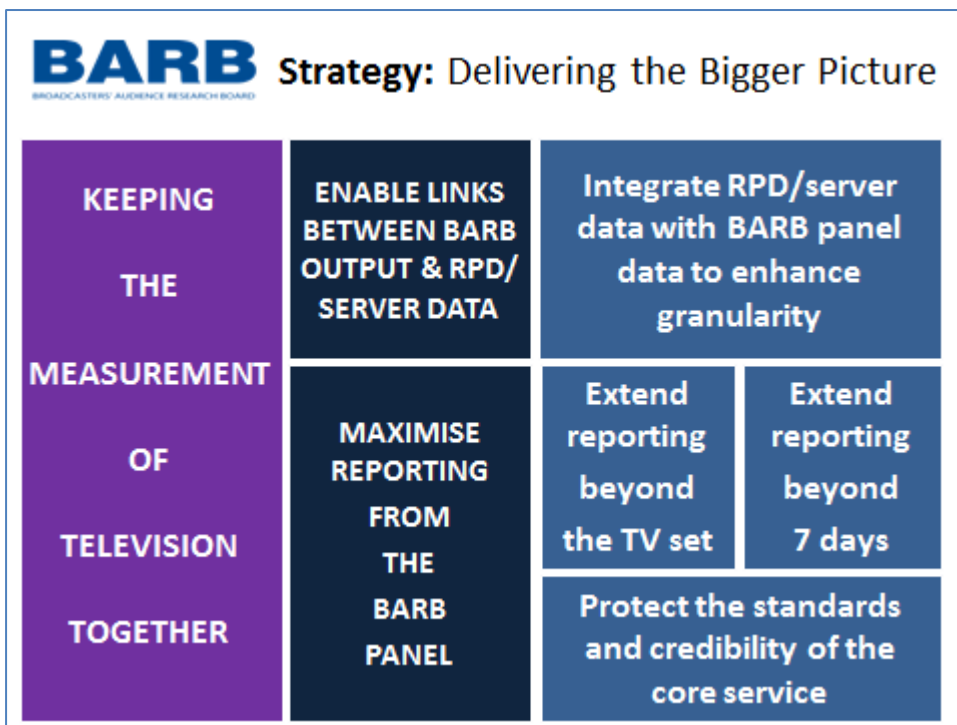 BARB
BROADCASTERS' AUDIENCE RESEARCH BOARD
Strategy: Delivering the Bigger Picture
KEEPING
THE
MEASUREMENT
OF
TELEVISION
TOGETHER
ENABLE LINKS
BETWEEN BARB
OUTPUT & RPD/
SERVER DATA
Integrate RPD/server
data with BARB panel
data to enhance
granularity
MAXIMISE
REPORTING
FROM
THE
BARB
PANEL
Extend
reporting
beyond
the TV set
Extend
reporting
beyond
7 days
Protect the standards
and credibility of the
core service